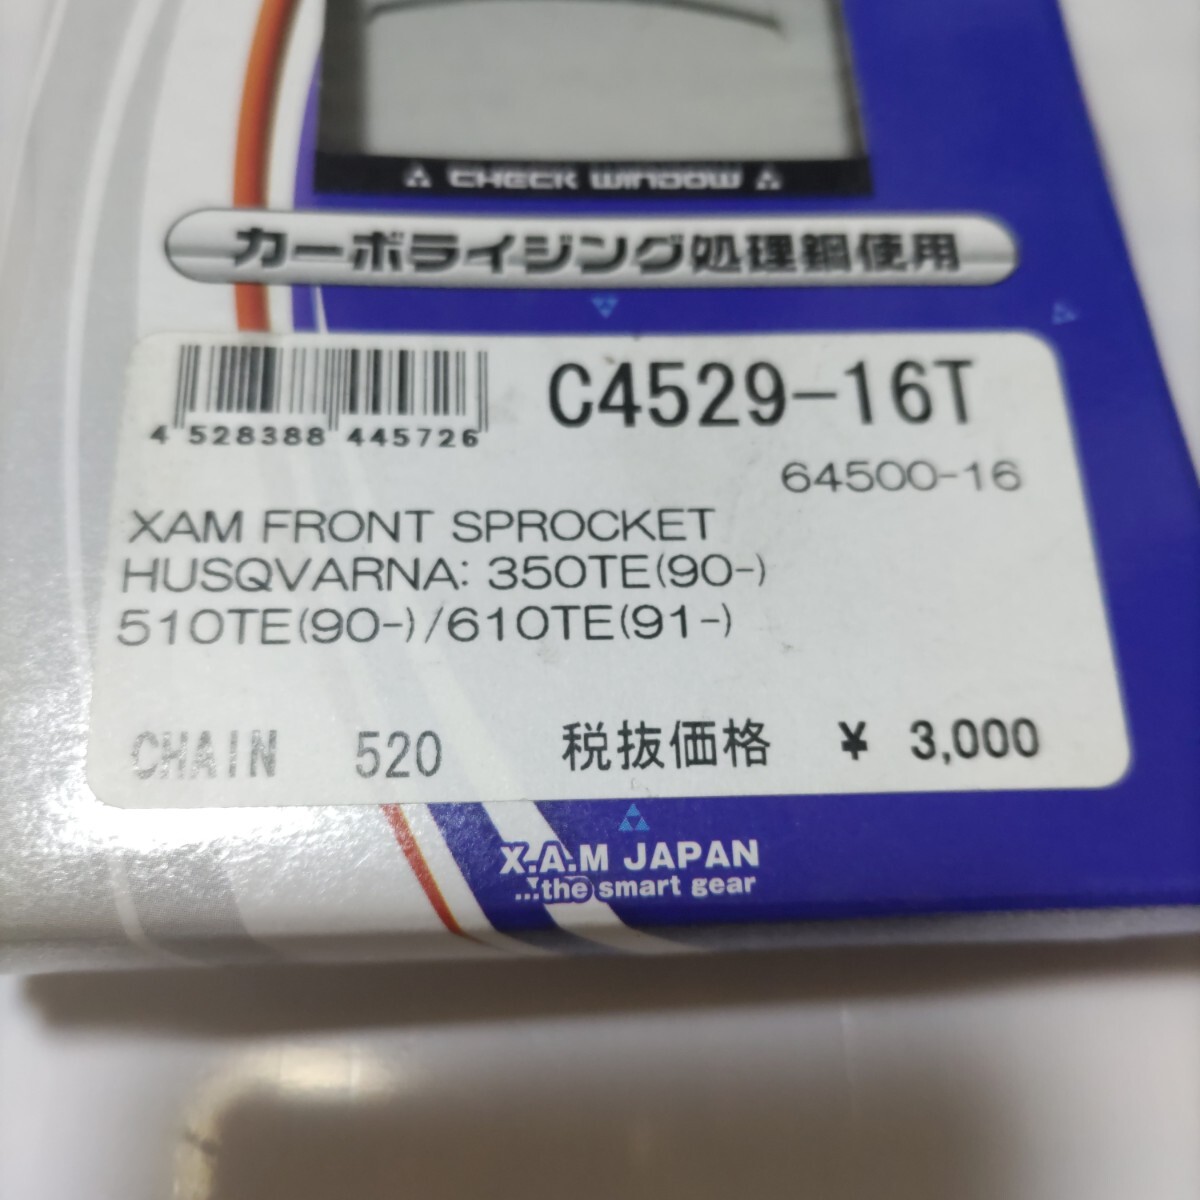 CHECK WINDOW
カーボライジング処理鋼使用
C4529-16T
4 528388 445726
64500-16
XAM FRONT SPROCKET
HUSQVARNA: 350TE(90-)
510TE(90-)/610TE(91-)
CHAIN 520 税抜価格 ¥ 3,000
X.A.M JAPAN
...the smart gear